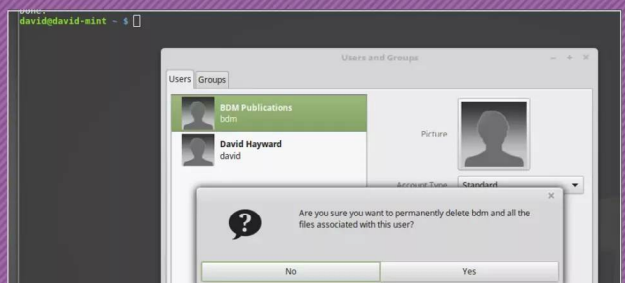 Done.
david@david-mint ~ $
Users and Groups
Users Groups
BDM Publications
bdm
David Hayward
david
Picture
Account Type Standard
Are you sure you want to permanently delete bdm and all the
files associated with this user?
No Yes